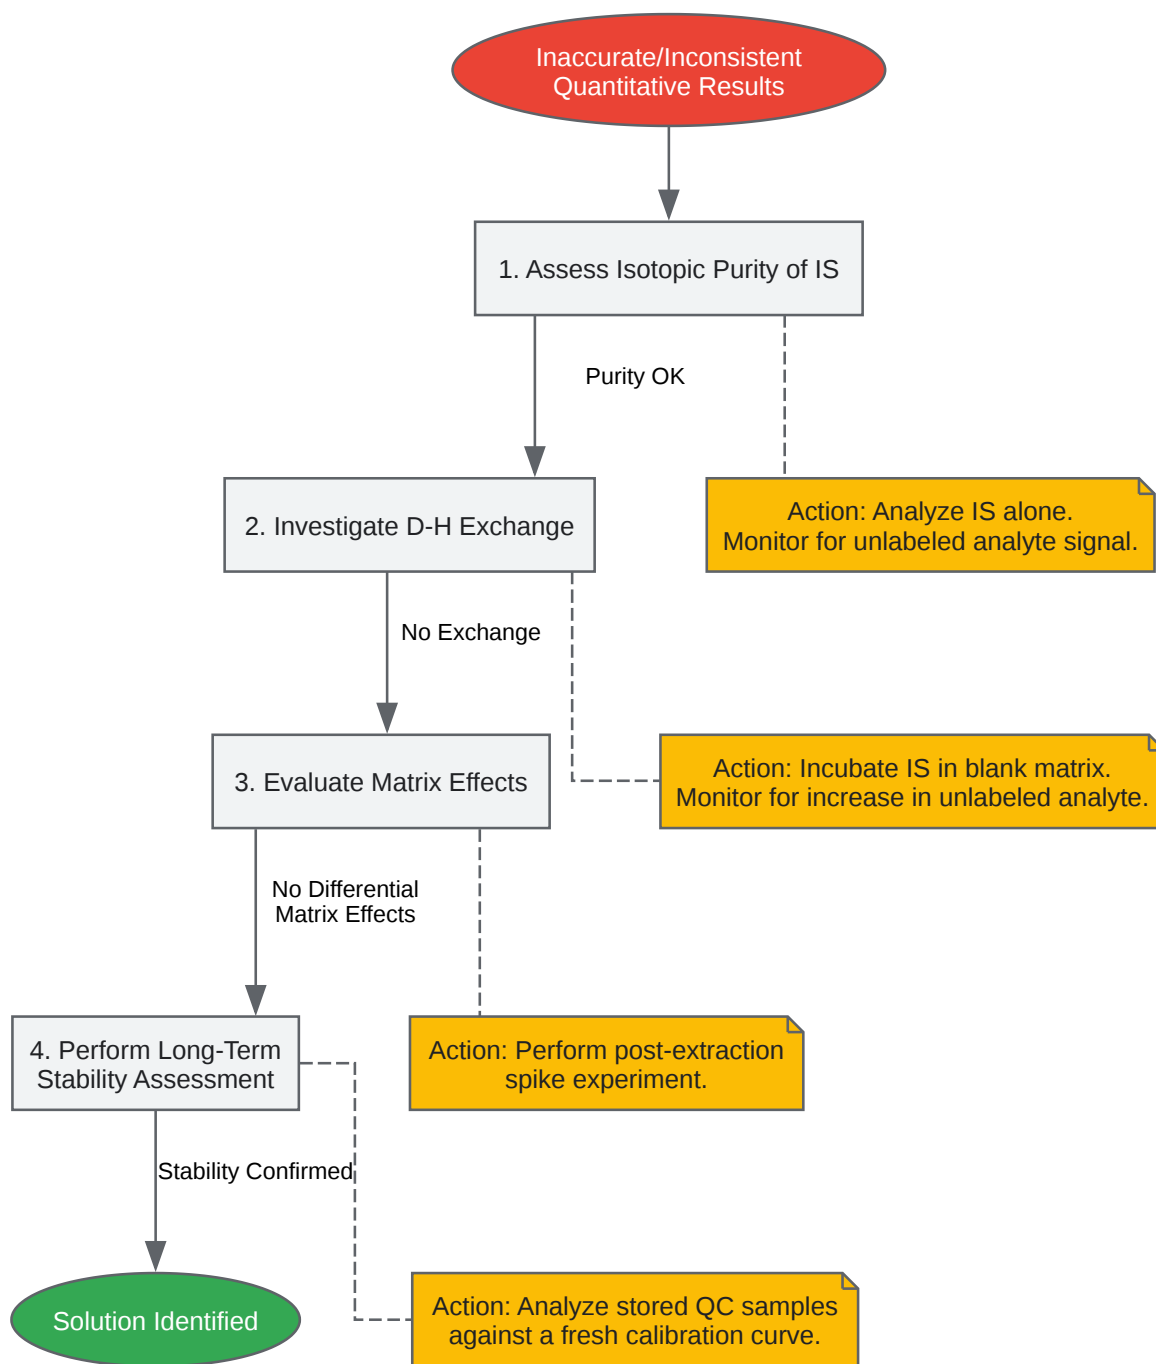 Inaccurate/Inconsistent
Quantitative Results
1. Assess Isotopic Purity of IS
Purity OK
2. Investigate D-H Exchange
Action: Analyze IS alone.
Monitor for unlabeled analyte signal.
No Exchange
3. Evaluate Matrix Effects
Action: Incubate IS in blank matrix.
Monitor for increase in unlabeled analyte.
No Differential
Matrix Effects
4. Perform Long-Term
Stability Assessment
Action: Perform post-extraction
spike experiment.
Stability Confirmed
Solution Identified
Action: Analyze stored QC samples
against a fresh calibration curve.